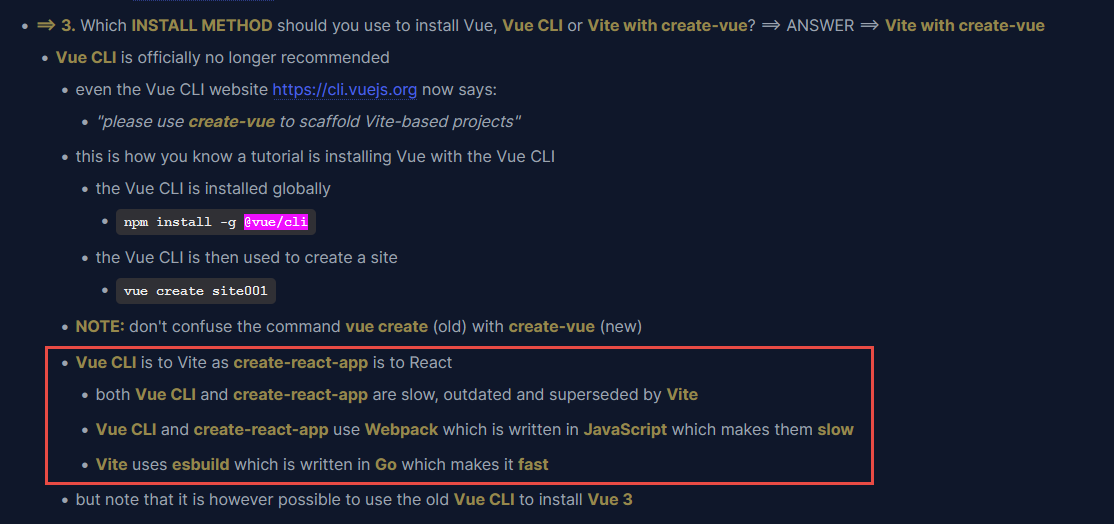 ⟹ 3. Which INSTALL METHOD should you use to install Vue, Vue CLI or Vite with create-vue? ⟹ ANSWER ⟹ Vite with create-vue
Vue CLI is officially no longer recommended
even the Vue CLI website https://cli.vuejs.org now says:
"please use create-vue to scaffold Vite-based projects"
this is how you know a tutorial is installing Vue with the Vue CLI
the Vue CLI is installed globally
npm install -g @vue/cli
the Vue CLI is then used to create a site
vue create site001
NOTE: don't confuse the command vue create (old) with create-vue (new)
Vue CLI is to Vite as create-react-app is to React
both Vue CLI and create-react-app are slow, outdated and superseded by Vite
Vue CLI and create-react-app use Webpack which is written in JavaScript which makes them slow
Vite uses esbuild which is written in Go which makes it fast
but note that it is however possible to use the old Vue CLI to install Vue 3